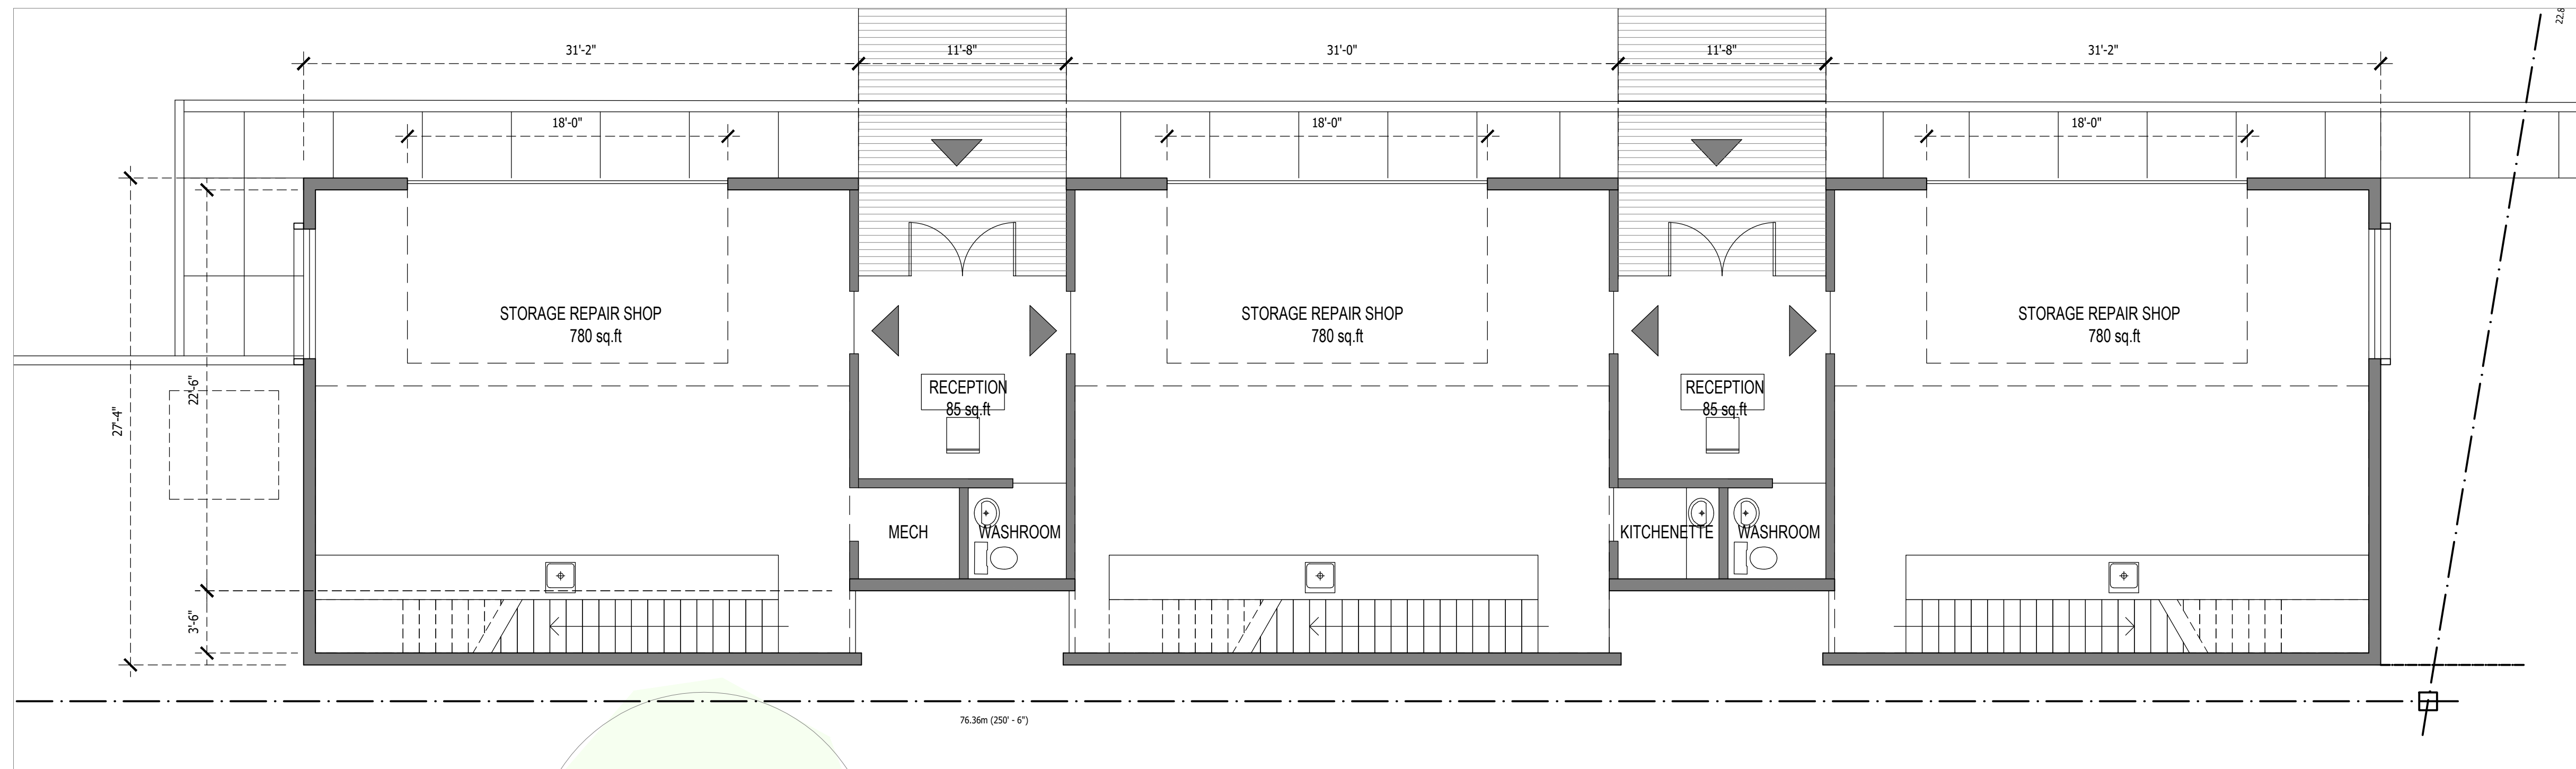 22.8
31'-2"
11'-8"
31'-0"
11'-8"
31'-2"
18'-0"
18'-0"
18'-0"
STORAGE REPAIR SHOP
780 sq.ft
STORAGE REPAIR SHOP
780 sq.ft
STORAGE REPAIR SHOP
780 sq.ft
27'-4"
22'-6"
3'-6"
RECEPTION
85 sq.ft
RECEPTION
85 sq.ft
MECH
WASHROOM
KITCHENETTE
WASHROOM
76.36m (250' - 6")